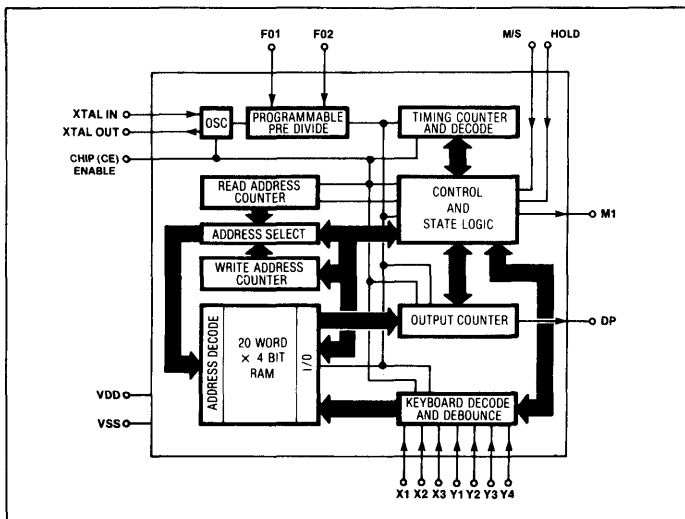 F01
F02
M/S
HOLD
XTAL IN
XTAL OUT
OSC
PROGRAMMABLE
PRE DIVIDE
TIMING COUNTER
AND DECODE
CHIP (CE)
ENABLE
READ ADDRESS
COUNTER
CONTROL
AND
STATE LOGIC
M1
ADDRESS SELECT
WRITE ADDRESS
COUNTER
ADDRESS DECODE
20 WORD
× 4 BIT
RAM
I/O
OUTPUT COUNTER
DP
VDD
VSS
KEYBOARD DECODE
AND DEBOUNCE
X1
X2
X3
Y1
Y2
Y3
Y4